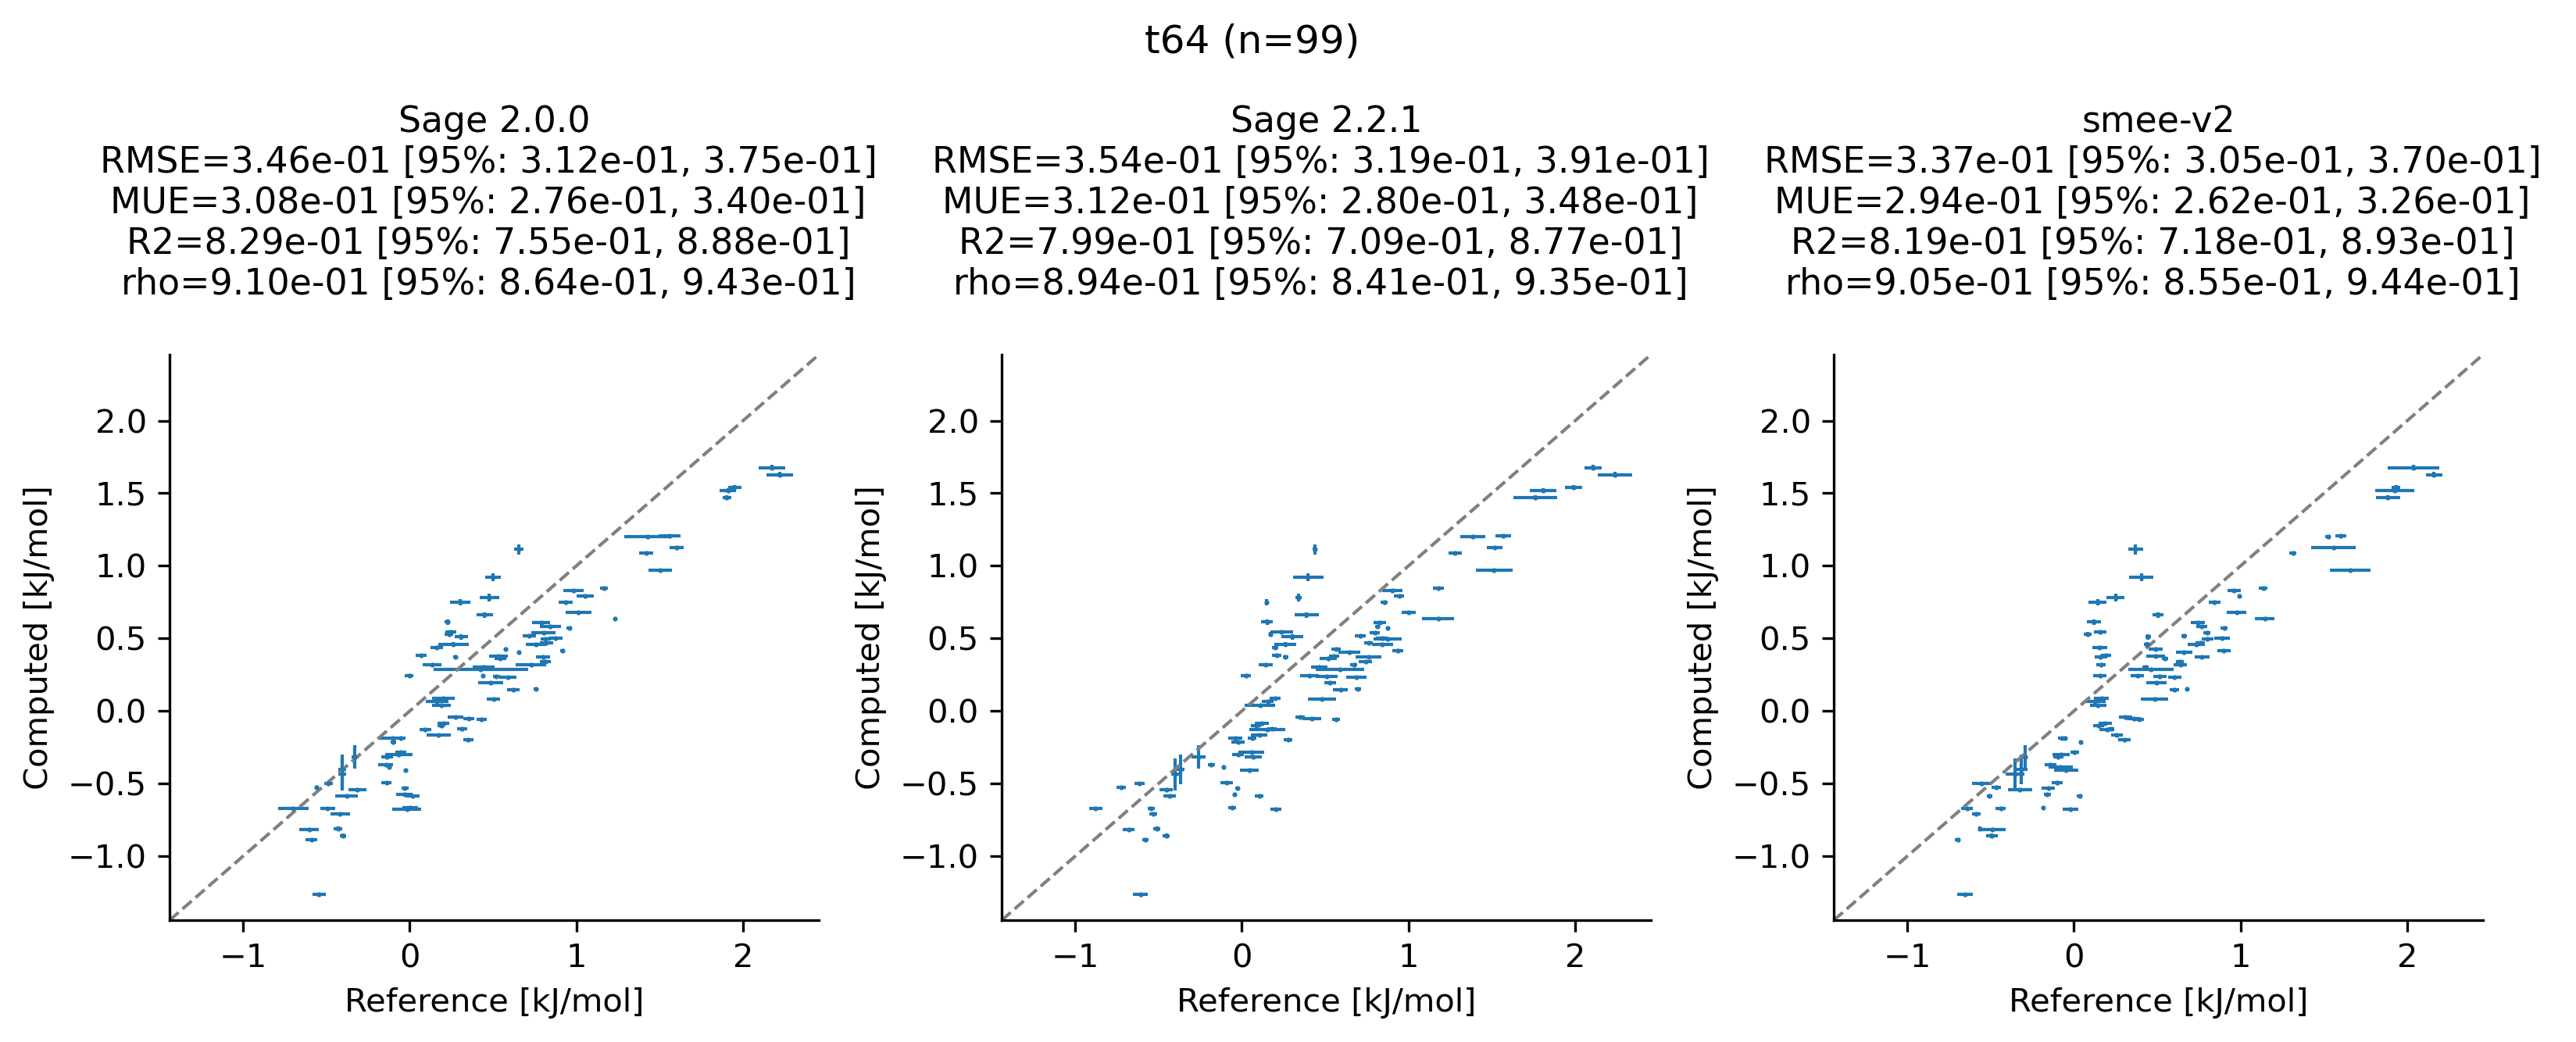 t64 (n=99)
Sage 2.0.0
RMSE=3.46e-01 [95%: 3.12e-01, 3.75e-01]
MUE=3.08e-01 [95%: 2.76e-01, 3.40e-01]
R2=8.29e-01 [95%: 7.55e-01, 8.88e-01]
rho=9.10e-01 [95%: 8.64e-01, 9.43e-01]
2.0
1.5
1.0
0.5
0.0
−0.5
−1.0
Computed [kJ/mol]
−1 0 1 2
Reference [kJ/mol]
Sage 2.2.1
RMSE=3.54e-01 [95%: 3.19e-01, 3.91e-01]
MUE=3.12e-01 [95%: 2.80e-01, 3.48e-01]
R2=7.99e-01 [95%: 7.09e-01, 8.77e-01]
rho=8.94e-01 [95%: 8.41e-01, 9.35e-01]
2.0
1.5
1.0
0.5
0.0
−0.5
−1.0
Computed [kJ/mol]
−1 0 1 2
Reference [kJ/mol]
smee-v2
RMSE=3.37e-01 [95%: 3.05e-01, 3.70e-01]
MUE=2.94e-01 [95%: 2.62e-01, 3.26e-01]
R2=8.19e-01 [95%: 7.18e-01, 8.93e-01]
rho=9.05e-01 [95%: 8.55e-01, 9.44e-01]
2.0
1.5
1.0
0.5
0.0
−0.5
−1.0
Computed [kJ/mol]
−1 0 1 2
Reference [kJ/mol]